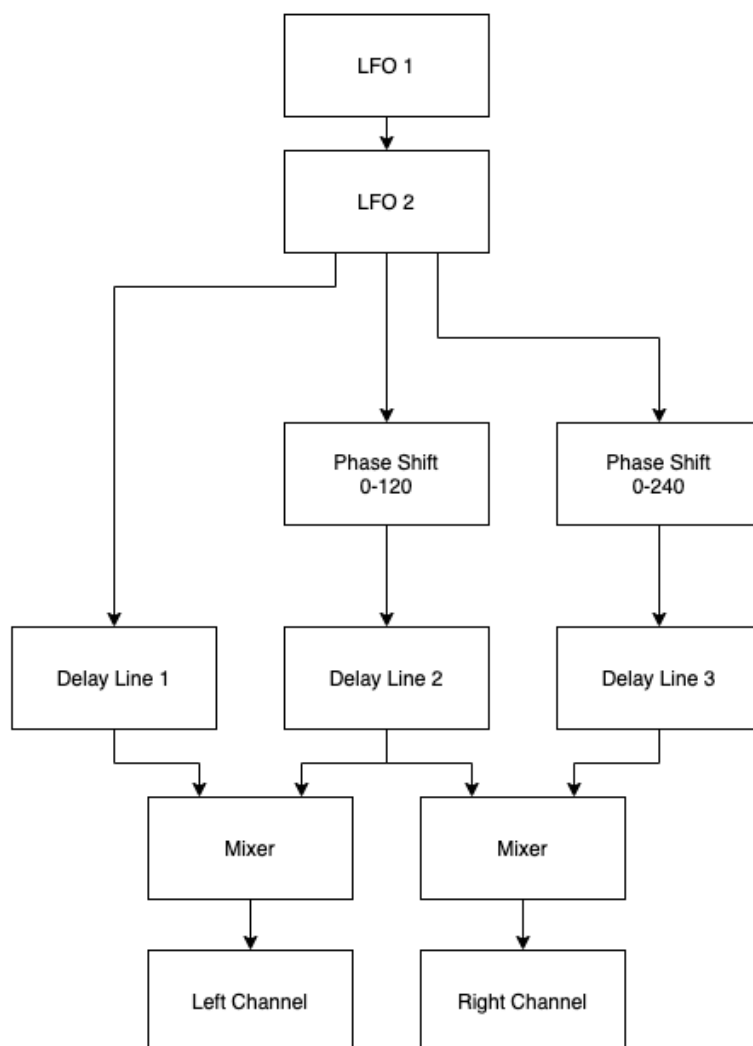 LFO 1
LFO 2
Phase Shift
0-120
Phase Shift
0-240
Delay Line 1
Delay Line 2
Delay Line 3
Mixer
Mixer
Left Channel
Right Channel